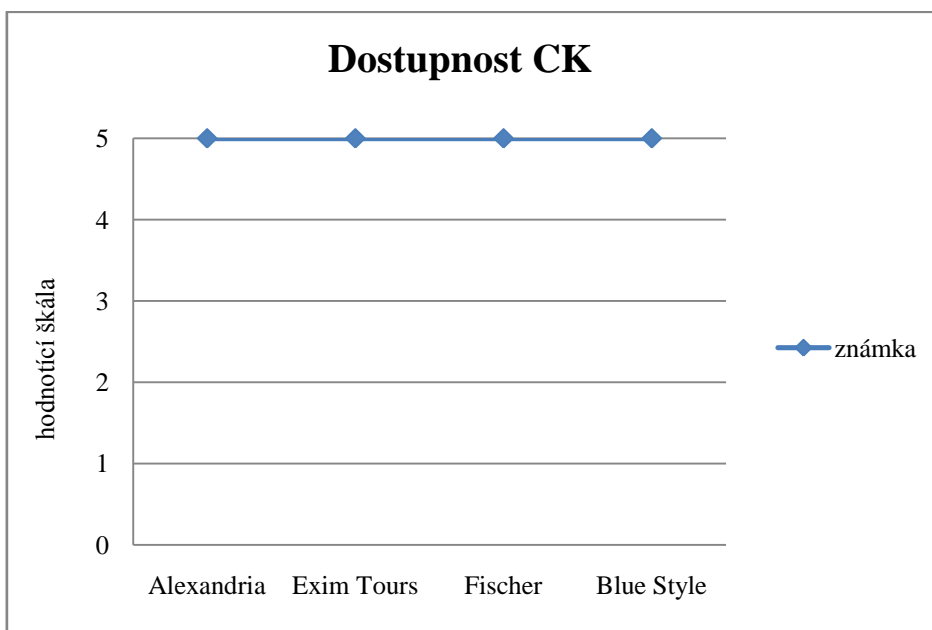 Dostupnost CK
5
4
3
2
1
0
hodnotící škála
Alexandria Exim Tours Fischer Blue Style
známka